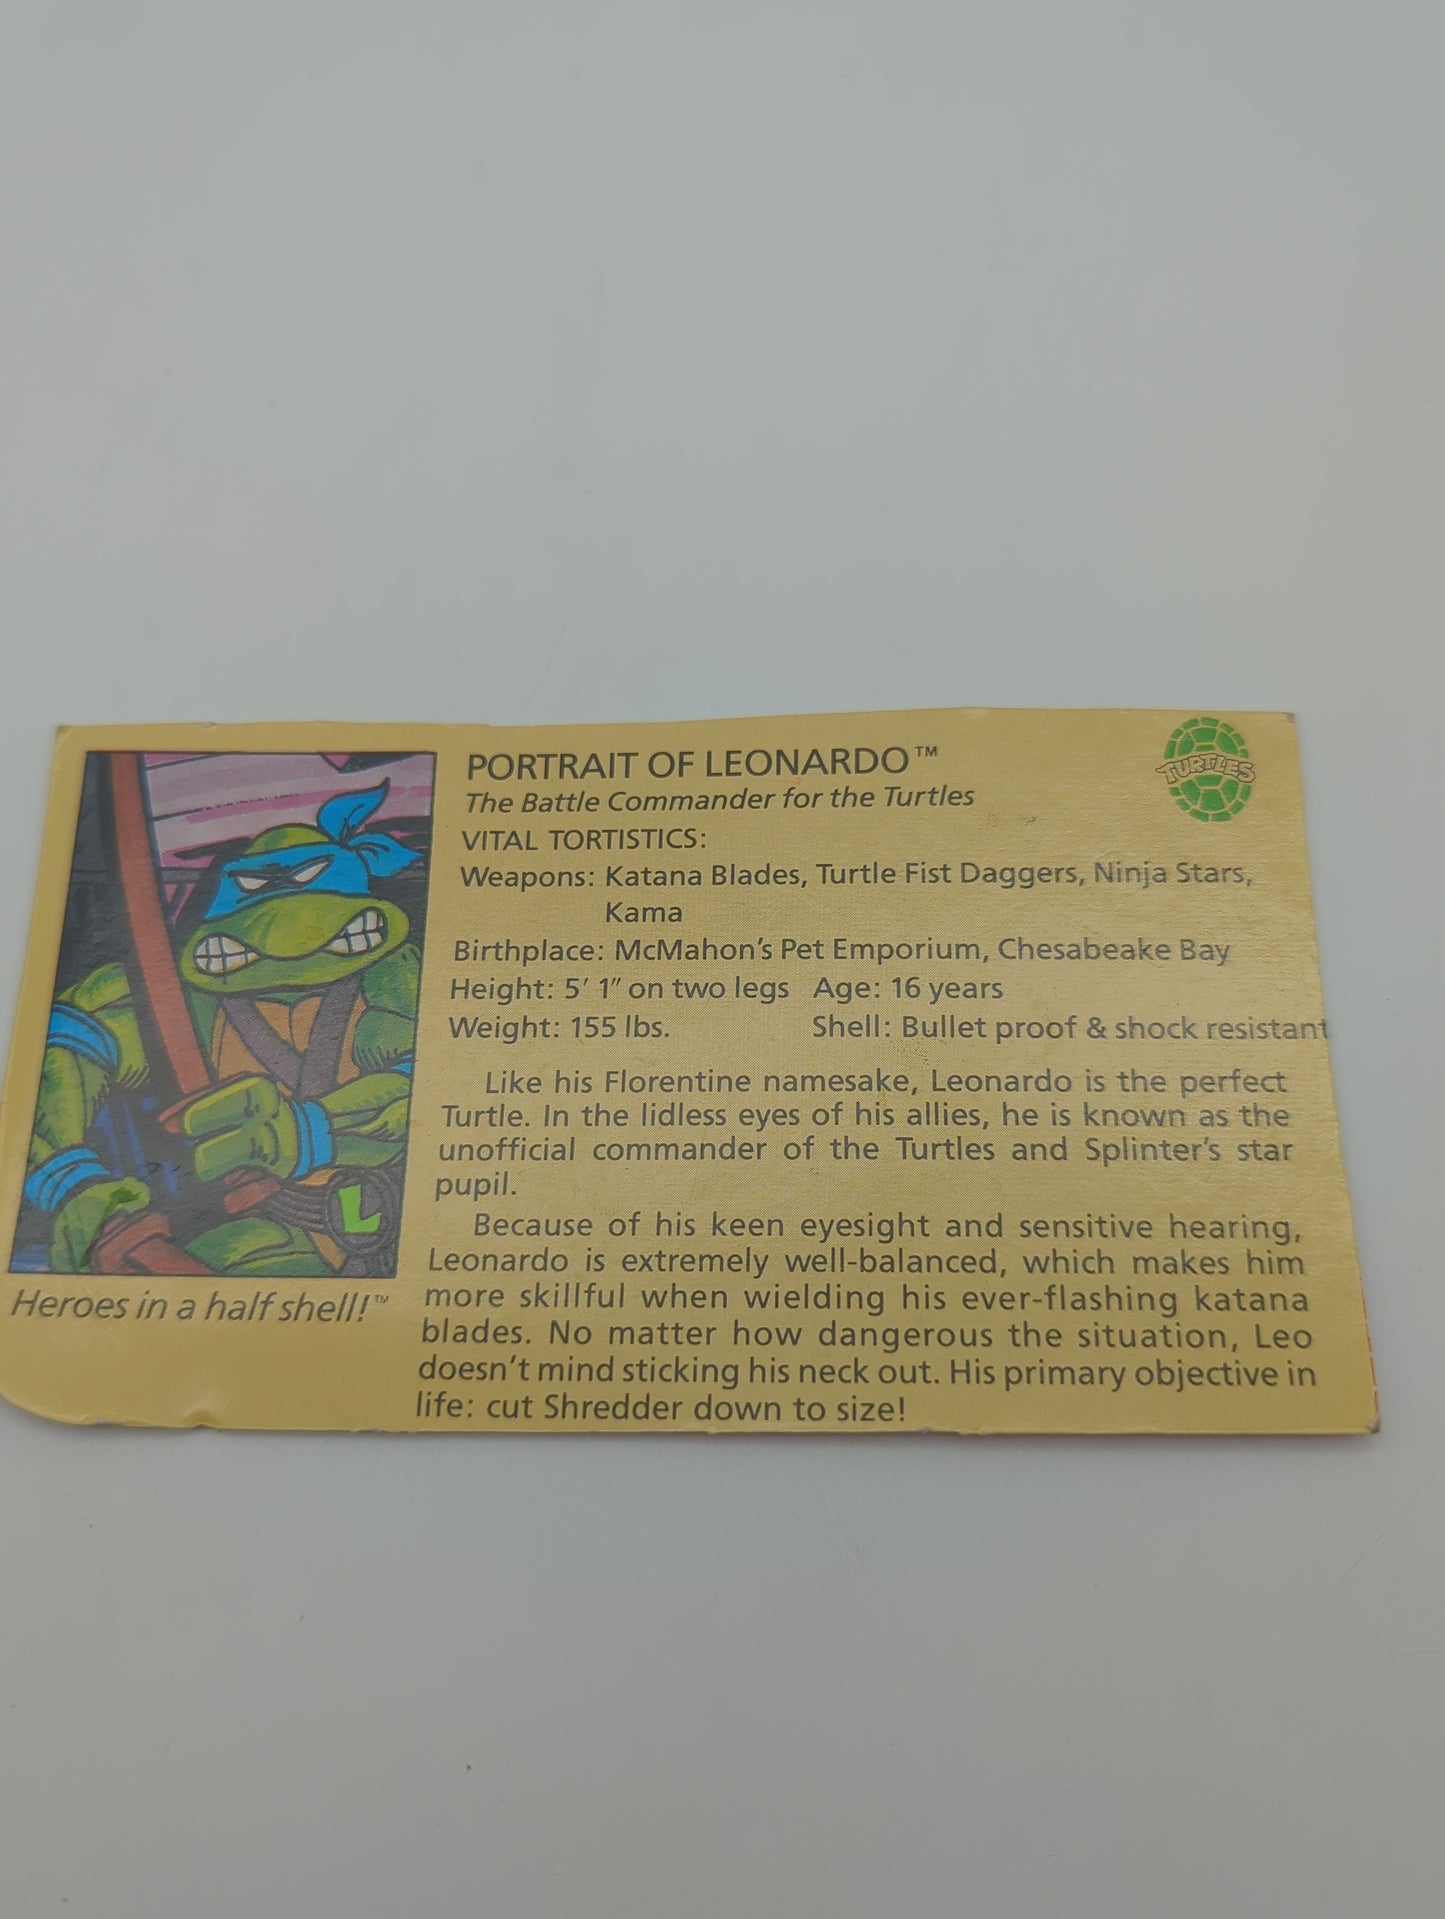 PORTRAIT OF LEONARDO™
The Battle Commander for the Turtles
TURTLES
VITAL TORTISTICS:
Weapons: Katana Blades, Turtle Fist Daggers, Ninja Stars,
Kama
Birthplace: McMahon's Pet Emporium, Chesabeake Bay
Height: 5' 1" on two legs Age: 16 years
Weight: 155 lbs. Shell: Bullet proof & shock resistant
Like his Florentine namesake, Leonardo is the perfect
Turtle. In the lidless eyes of his allies, he is known as the
unofficial commander of the Turtles and Splinter's star
pupil.
Because of his keen eyesight and sensitive hearing,
Leonardo is extremely well-balanced, which makes him
more skillful when wielding his ever-flashing katana
blades. No matter how dangerous the situation, Leo
doesn't mind sticking his neck out. His primary objective in
life: cut Shredder down to size!
L
Heroes in a half shell!™